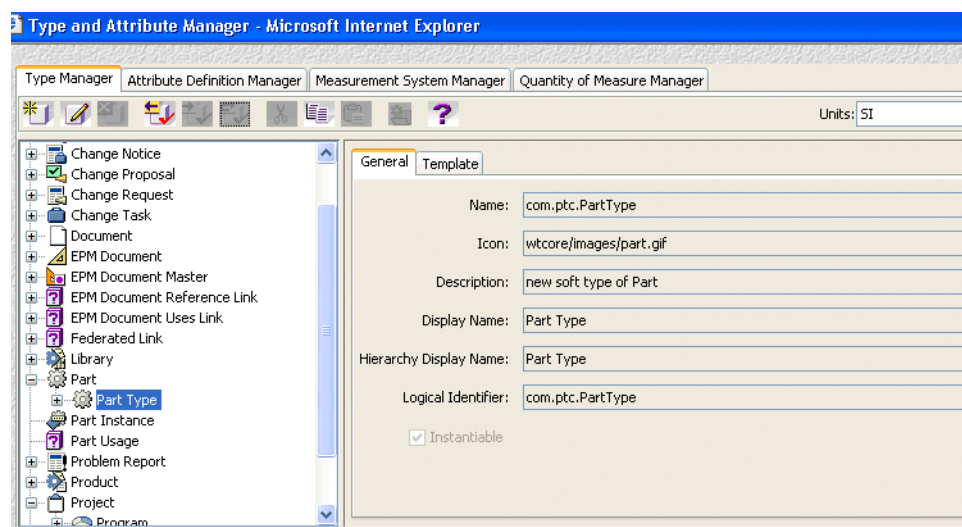 Type and Attribute Manager - Microsoft Internet Explorer
Type Manager Attribute Definition Manager Measurement System Manager Quantity of Measure Manager
Units: SI
Change Notice
Change Proposal
Change Request
Change Task
Document
EPM Document
EPM Document Master
EPM Document Reference Link
EPM Document Uses Link
Federated Link
Library
Part
Part Type
Part Instance
Part Usage
Problem Report
Product
Project
Program
General Template
Name: com.ptc.PartType
Icon: wtcore/images/part.gif
Description: new soft type of Part
Display Name: Part Type
Hierarchy Display Name: Part Type
Logical Identifier: com.ptc.PartType
Instantiable